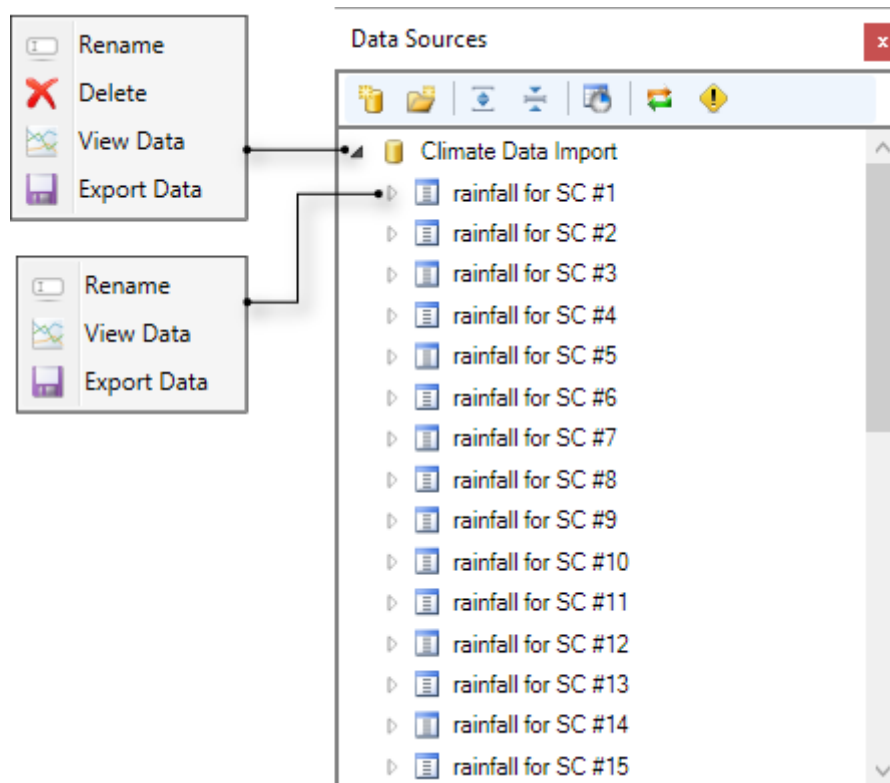 Rename
Delete
View Data
Export Data
Rename
View Data
Export Data
Data Sources
x
Climate Data Import
rainfall for SC #1
rainfall for SC #2
rainfall for SC #3
rainfall for SC #4
rainfall for SC #5
rainfall for SC #6
rainfall for SC #7
rainfall for SC #8
rainfall for SC #9
rainfall for SC #10
rainfall for SC #11
rainfall for SC #12
rainfall for SC #13
rainfall for SC #14
rainfall for SC #15